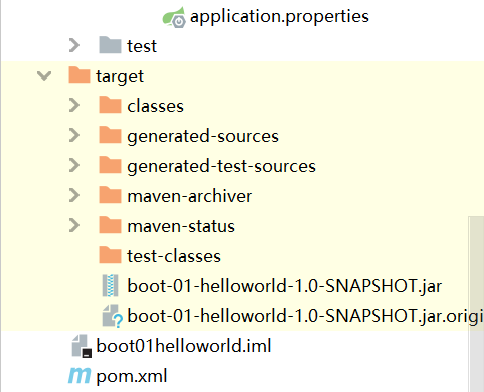 application.properties
test
target
classes
generated-sources
generated-test-sources
maven-archiver
maven-status
test-classes
boot-01-helloworld-1.0-SNAPSHOT.jar
boot-01-helloworld-1.0-SNAPSHOT.jar.origi
boot01helloworld.iml
m pom.xml